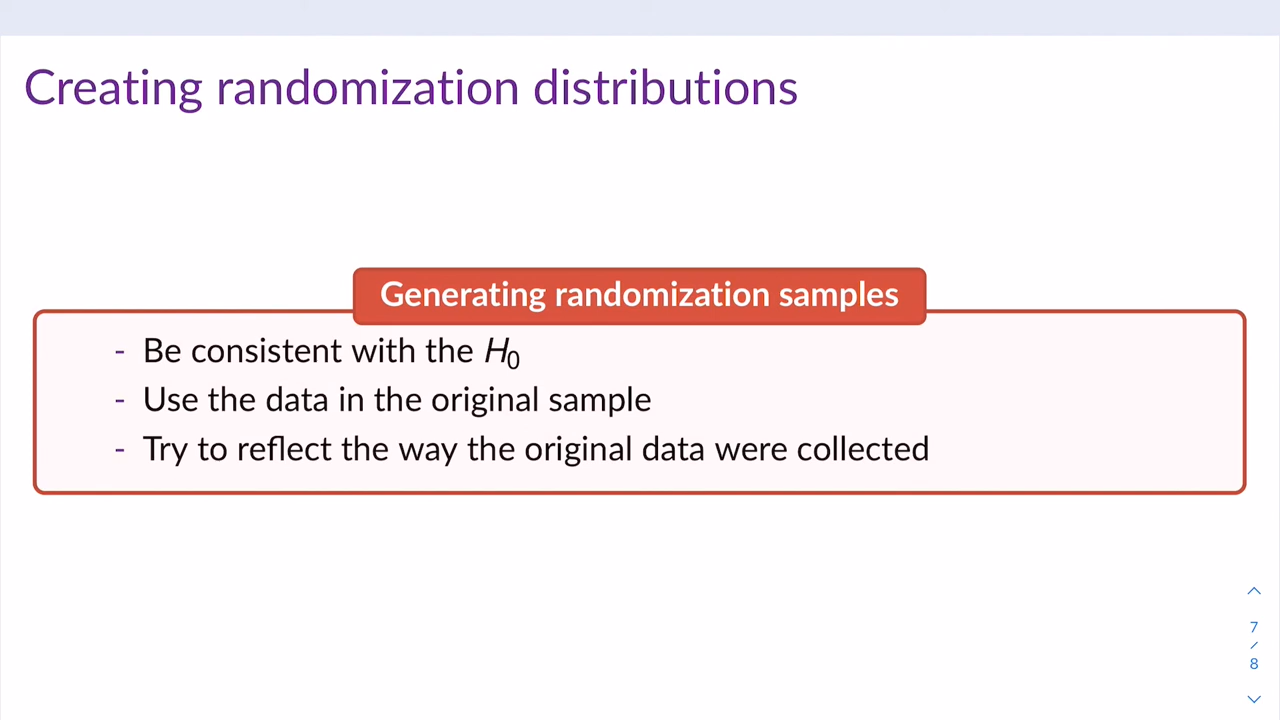 Creating randomization distributions
Generating randomization samples
- Be consistent with the H₀
- Use the data in the original sample
- Try to reflect the way the original data were collected
7
/
8